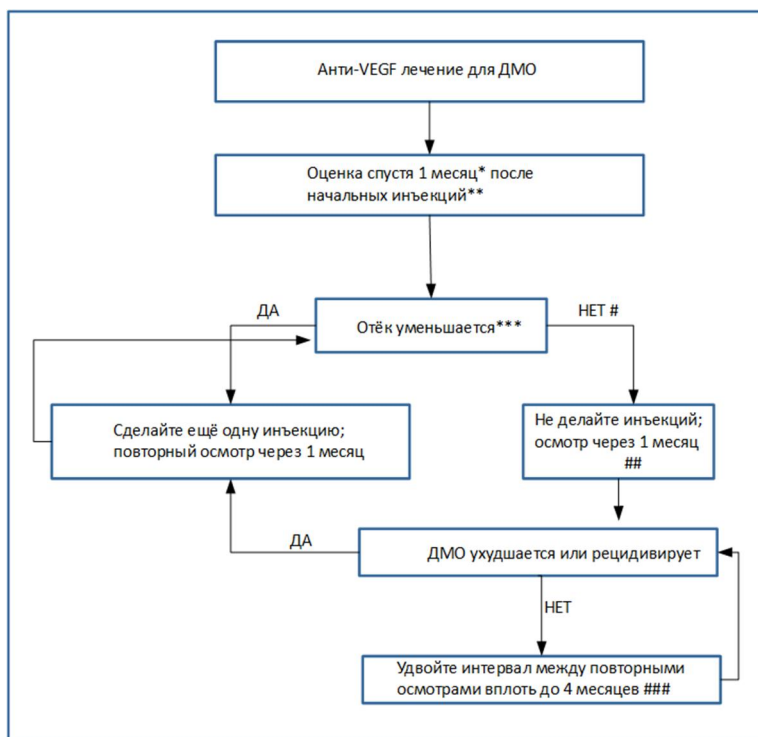 Анти-VEGF лечение для ДМО
Оценка спустя 1 месяц* после
начальных инъекций**
ДА
НЕТ #
Отёк уменьшается***
Сделайте ещё одну инъекцию;
повторный осмотр через 1 месяц
Не делайте инъекций;
осмотр через 1 месяц
##
ДА
ДМО ухудшается или рецидивирует
НЕТ
Удвойте интервал между повторными
осмотрами вплоть до 4 месяцев ###